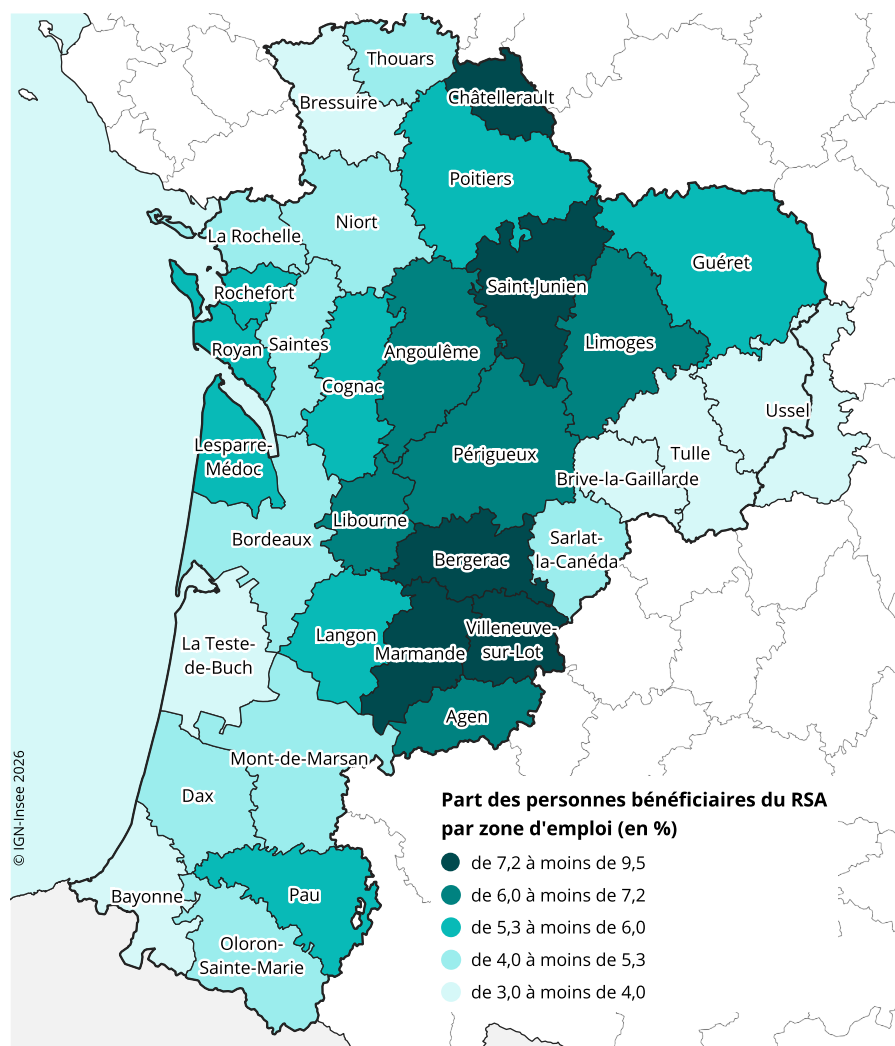 Thouars
Bressuire
Châtellerault
Poitiers
Niort
La Rochelle
Guéret
Rochefort
Saint-Junien
Royan
Saintes
Angoulême
Limoges
Cognac
Ussel
Lesparre-
Médoc
Périgueux
Tulle
Brive-la-Gaillarde
Libourne
Bordeaux
Sarlat-
la-Canéda
Bergerac
La Teste-
de-Buch
Langon
Marmande
Villeneuve-
sur-Lot
Agen
Mont-de-Marsan
Dax
Bayonne
Pau
Oloron-
Sainte-Marie
© IGN-Insee 2026
Part des personnes bénéficiaires du RSA
par zone d'emploi (en %)
de 7,2 à moins de 9,5
de 6,0 à moins de 7,2
de 5,3 à moins de 6,0
de 4,0 à moins de 5,3
de 3,0 à moins de 4,0